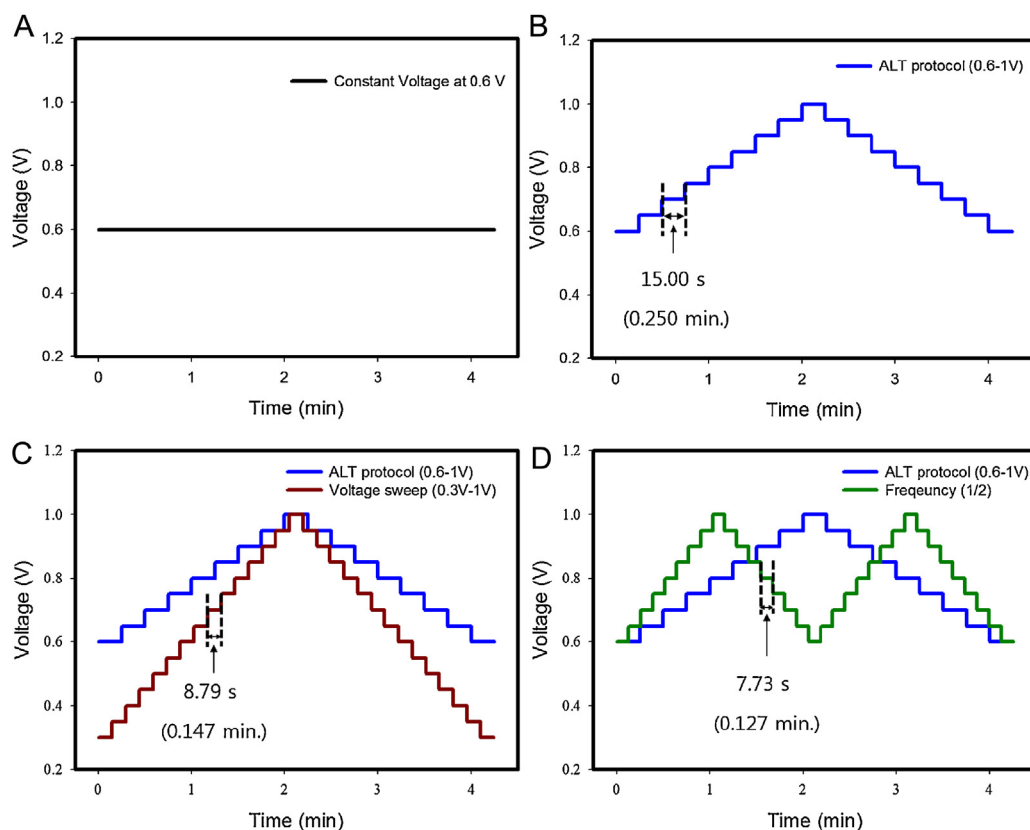 A
1.2
1.0
0.8
0.6
0.4
0.2
Voltage (V)
Constant Voltage at 0.6 V
0 1 2 3 4
Time (min)
B
1.2
1.0
0.8
0.6
0.4
0.2
Voltage (V)
ALT protocol (0.6-1V)
15.00 s
(0.250 min.)
0 1 2 3 4
Time (min)
C
1.2
1.0
0.8
0.6
0.4
0.2
Voltage (V)
ALT protocol (0.6-1V)
Voltage sweep (0.3V-1V)
8.79 s
(0.147 min.)
0 1 2 3 4
Time (min)
D
1.2
1.0
0.8
0.6
0.4
0.2
Voltage (V)
ALT protocol (0.6-1V)
Freqeuncy (1/2)
7.73 s
(0.127 min.)
0 1 2 3 4
Time (min)